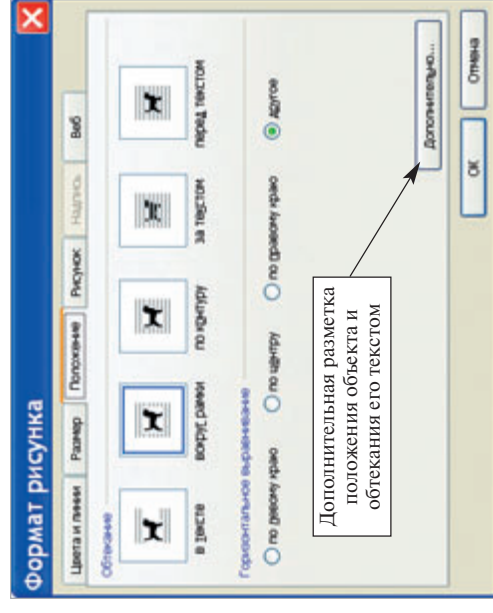 Формат рисунка
Цвета и линии Размер Положение Рисунок Надпись Веб
Обтекание
в тексте вокруг рамки по контуру за текстом перед текстом
Горизонтальное выравнивание
по левому краю по центру по правому краю другое
Дополнительная разметка
положения объекта и
обтекания его текстом
Дополнительно...
ОК Отмена